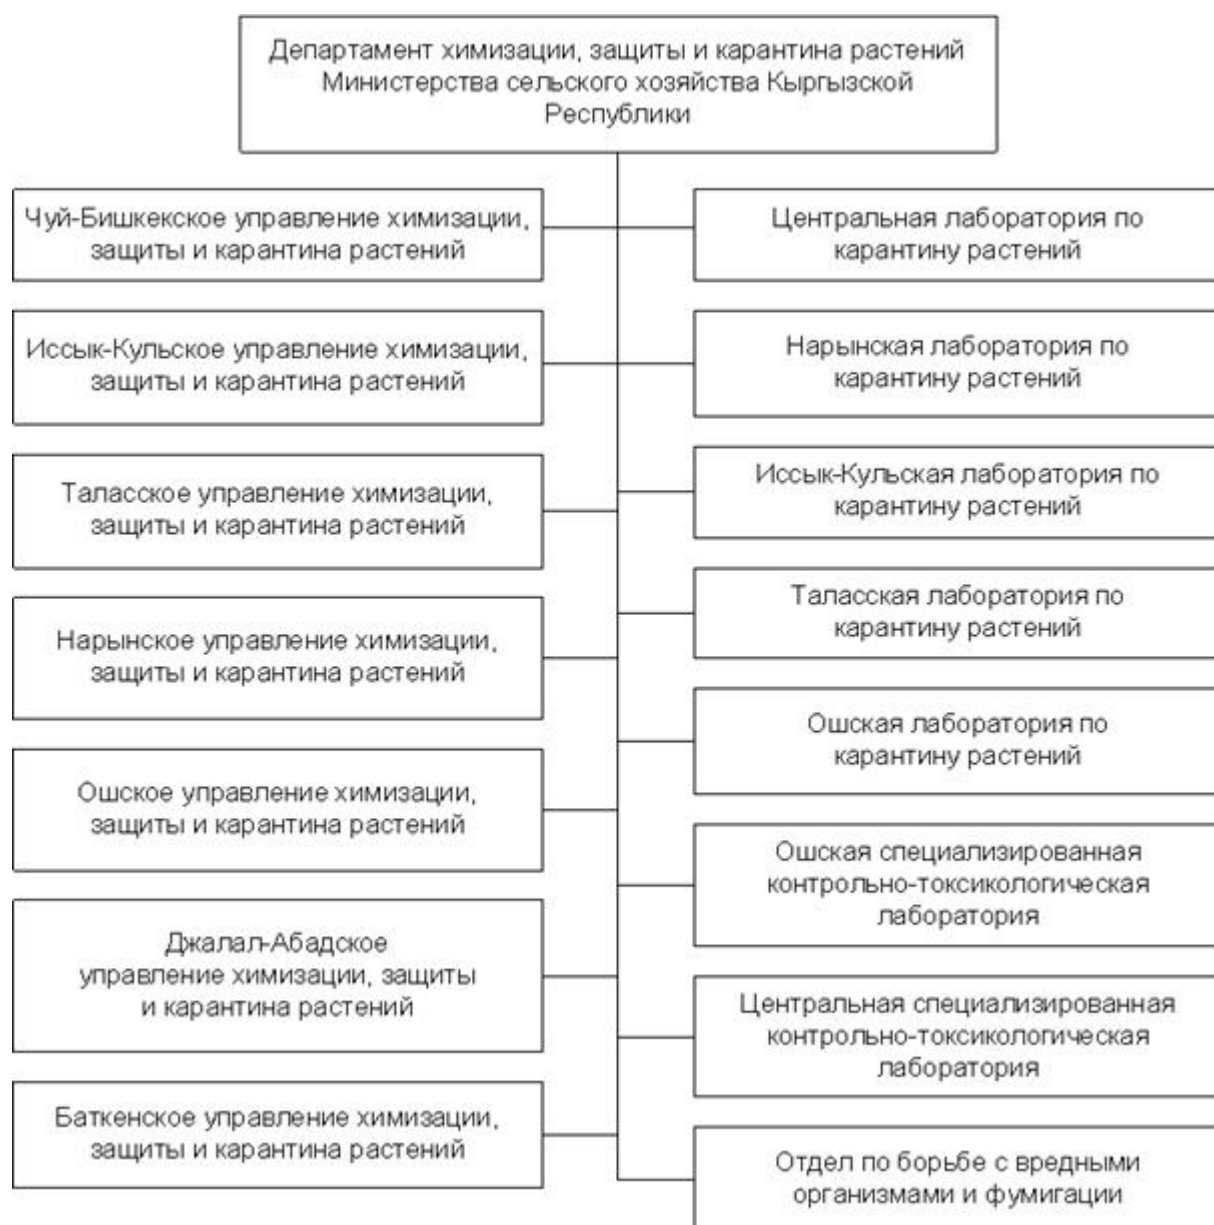 Департамент химизации, защиты и карантина растений
Министерства сельского хозяйства Кыргызской
Республики
Чуй-Бишкекское управление химизации,
защиты и карантина растений
Иссык-Кульское управление химизации,
защиты и карантина растений
Таласское управление химизации,
защиты и карантина растений
Нарынское управление химизации,
защиты и карантина растений
Ошское управление химизации,
защиты и карантина растений
Джалал-Абадское
управление химизации, защиты
и карантина растений
Баткенское управление химизации,
защиты и карантина растений
Центральная лаборатория по
карантину растений
Нарынская лаборатория по
карантину растений
Иссык-Кульская лаборатория по
карантину растений
Таласская лаборатория по
карантину растений
Ошская лаборатория по
карантину растений
Ошская специализированная
контрольно-токсикологическая
лаборатория
Центральная специализированная
контрольно-токсикологическая
лаборатория
Отдел по борьбе с вредными
организмами и фумигации